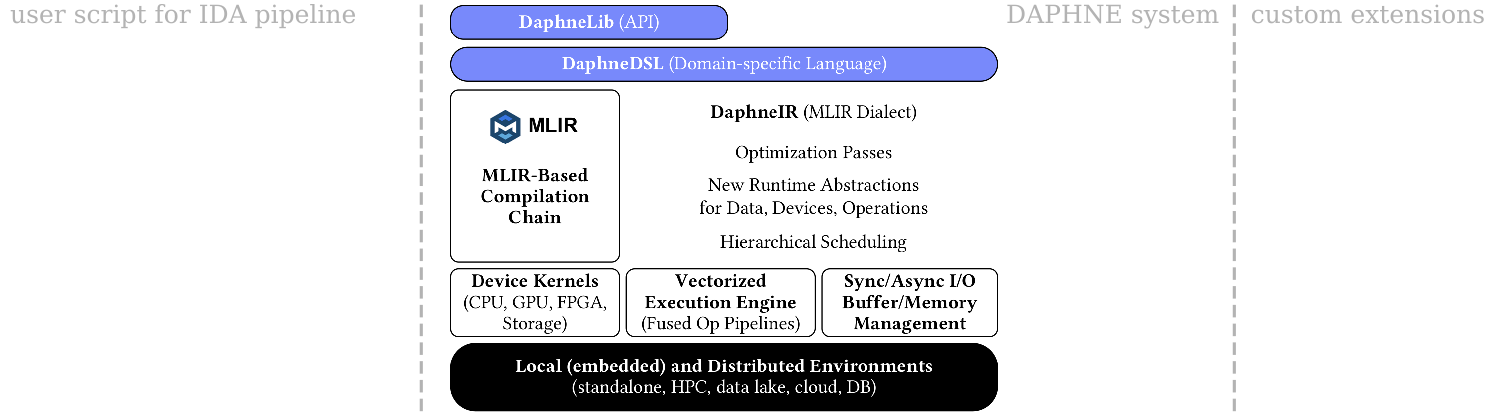 user script for IDA pipeline
DAPHNE system
custom extensions
DaphneLib (API)
DaphneDSL (Domain-specific Language)
MLIR
MLIR-Based
Compilation
Chain
DaphneIR (MLIR Dialect)
Optimization Passes
New Runtime Abstractions
for Data, Devices, Operations
Hierarchical Scheduling
Device Kernels
(CPU, GPU, FPGA,
Storage)
Vectorized
Execution Engine
(Fused Op Pipelines)
Sync/Async I/O
Buffer/Memory
Management
Local (embedded) and Distributed Environments
(standalone, HPC, data lake, cloud, DB)